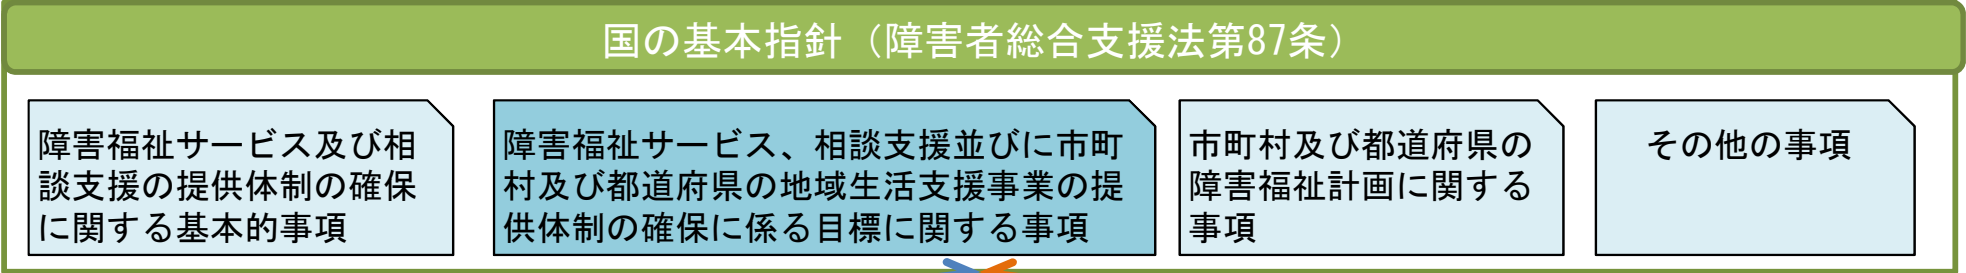 国の基本指針（障害者総合支援法第87条）
障害福祉サービス及び相
談支援の提供体制の確保
に関する基本的事項
障害福祉サービス、相談支援並びに市町
村及び都道府県の地域生活支援事業の提
供体制の確保に係る目標に関する事項
市町村及び都道府県の
障害福祉計画に関する
事項
その他の事項